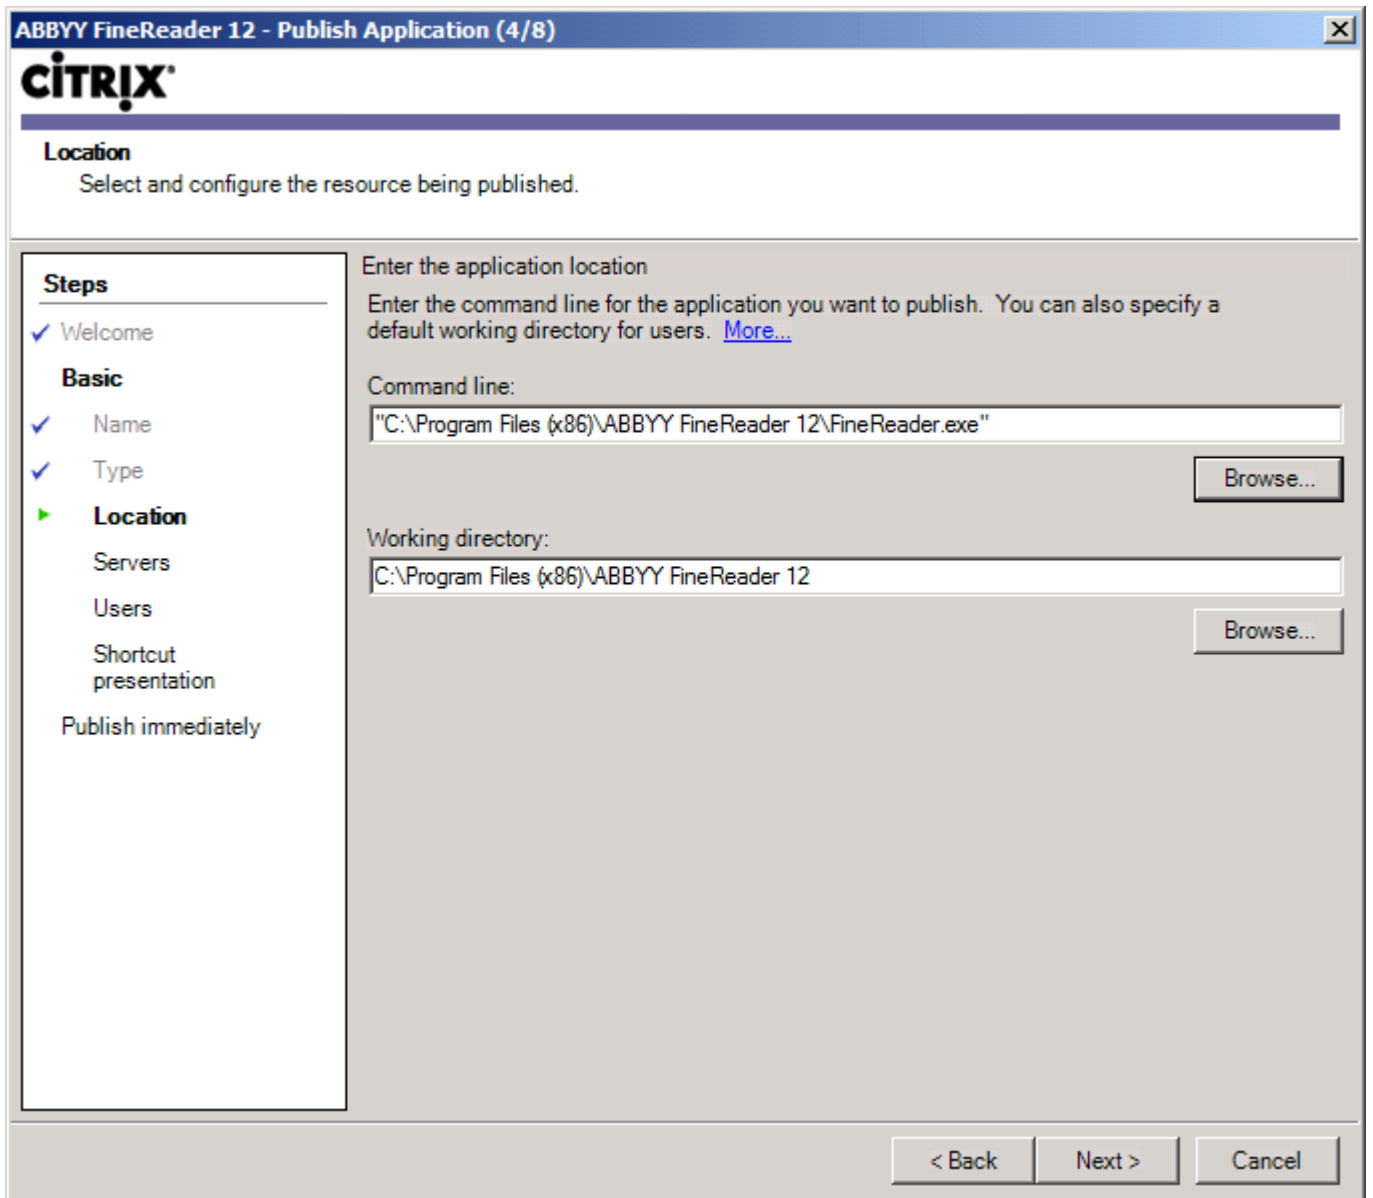 ABBYY FineReader 12 - Publish Application (4/8)
CİTRIX®
Location
Select and configure the resource being published.
Steps
Welcome
Basic
Name
Type
Location
Servers
Users
Shortcut
presentation
Publish immediately
Enter the application location
Enter the command line for the application you want to publish. You can also specify a
default working directory for users. More...
Command line:
"C:\Program Files (x86)\ABBYY FineReader 12\FineReader.exe"
Browse...
Working directory:
C:\Program Files (x86)\ABBYY FineReader 12
Browse...
< Back
Next >
Cancel